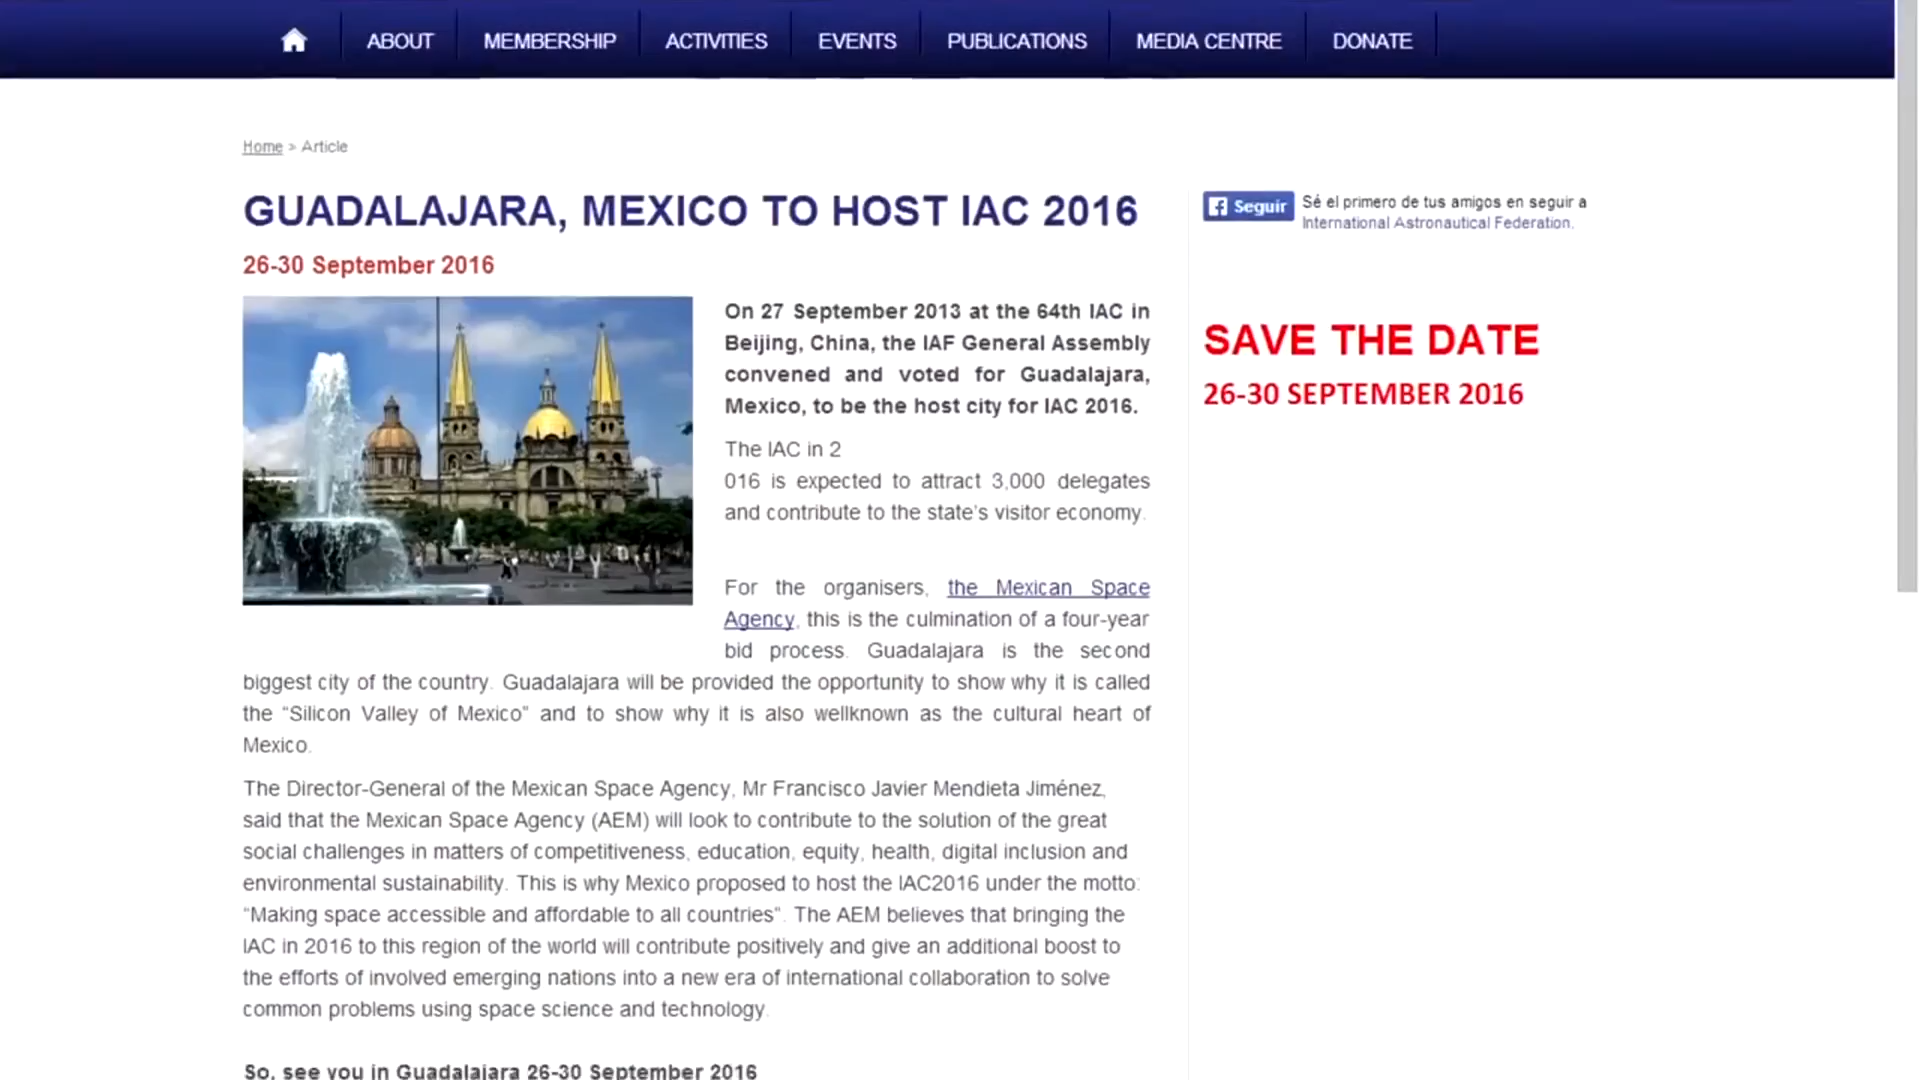 ABOUT
MEMBERSHIP
ACTIVITIES
EVENTS
PUBLICATIONS
MEDIA CENTRE
DONATE
Home > Article
GUADALAJARA, MEXICO TO HOST IAC 2016
26-30 September 2016
On 27 September 2013 at the 64th IAC in
Beijing, China, the IAF General Assembly
convened and voted for Guadalajara,
Mexico, to be the host city for IAC 2016.
The IAC in 2
016 is expected to attract 3,000 delegates
and contribute to the state's visitor economy.
For the organisers, the Mexican Space
Agency, this is the culmination of a four-year
bid process. Guadalajara is the second
biggest city of the country. Guadalajara will be provided the opportunity to show why it is called
the “Silicon Valley of Mexico” and to show why it is also wellknown as the cultural heart of
Mexico.
The Director-General of the Mexican Space Agency, Mr Francisco Javier Mendieta Jiménez,
said that the Mexican Space Agency (AEM) will look to contribute to the solution of the great
social challenges in matters of competitiveness, education, equity, health, digital inclusion and
environmental sustainability. This is why Mexico proposed to host the IAC2016 under the motto:
“Making space accessible and affordable to all countries”. The AEM believes that bringing the
IAC in 2016 to this region of the world will contribute positively and give an additional boost to
the efforts of involved emerging nations into a new era of international collaboration to solve
common problems using space science and technology.
So, see you in Guadalajara 26-30 September 2016
Seguir
Sé el primero de tus amigos en seguir a
International Astronautical Federation.
SAVE THE DATE
26-30 SEPTEMBER 2016